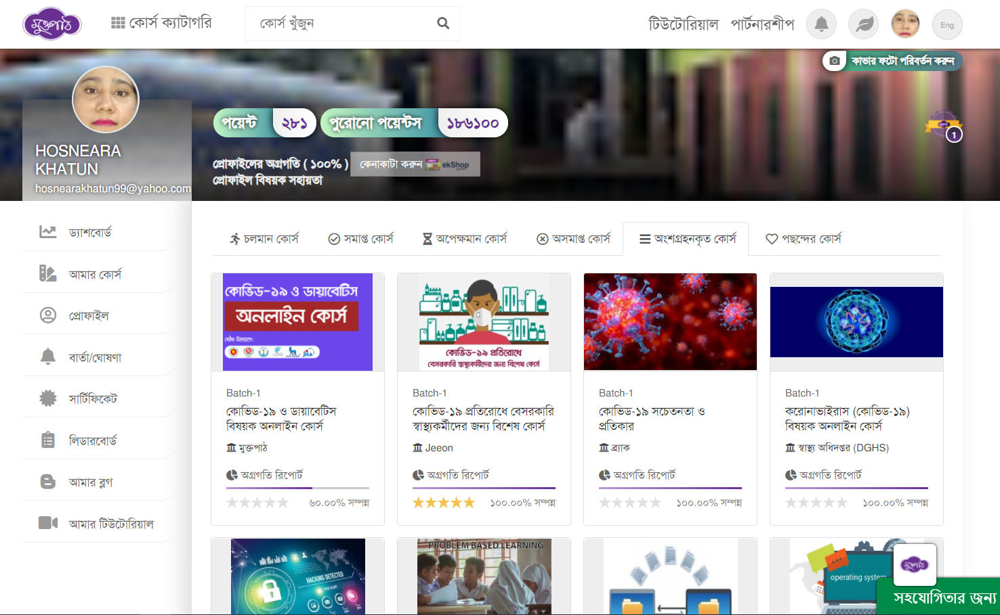 মুক্তপাঠ
কোর্স ক্যাটাগরি
কোর্স খুঁজুন
টিউটোরিয়াল
পার্টনারশীপ
Eng
কাভার ফটো পরিবর্তন করুন
HOSNEARA
KHATUN
hosnearakhatun99@yahoo.com
পয়েন্ট ২৮১
পুরোনো পয়েন্টস ১৮৬১০০
প্রোফাইলের অগ্রগতি ( ১০০% )
কেনাকাটা করুন ekShop
প্রোফাইল বিষয়ক সহায়তা
1
ড্যাশবোর্ড
আমার কোর্স
প্রোফাইল
বার্তা/ঘোষণা
সার্টিফিকেট
লিডারবোর্ড
আমার ব্লগ
আমার টিউটোরিয়াল
চলমান কোর্স
সমাপ্ত কোর্স
অপেক্ষমান কোর্স
অসমাপ্ত কোর্স
অংশগ্রহনকৃত কোর্স
পছন্দের কোর্স
কোভিড-১৯ ও ডায়াবেটিস
অনলাইন কোর্স
যৌথ উদ্যোগে:
JICA
Batch-1
কোভিড-১৯ ও ডায়াবেটিস
বিষয়ক অনলাইন কোর্স
মুক্তপাঠ
অগ্রগতি রিপোর্ট
৬০.০০% সম্পন্ন
কোভিড-১৯ প্রতিরোধে
বেসরকারি স্বাস্থ্যকর্মীদের জন্য বিশেষ কোর্স
Batch-1
কোভিড-১৯ প্রতিরোধে বেসরকারি
স্বাস্থ্যকর্মীদের জন্য বিশেষ কোর্স
Jeeon
অগ্রগতি রিপোর্ট
১০০.০০% সম্পন্ন
Batch-1
কোভিড-১৯ সচেতনতা ও
প্রতিকার
ব্র্যাক
অগ্রগতি রিপোর্ট
১০০.০০% সম্পন্ন
Batch-1
করোনাভাইরাস (কোভিড-১৯)
বিষয়ক অনলাইন কোর্স
স্বাস্থ্য অধিদপ্তর (DGHS)
অগ্রগতি রিপোর্ট
১০০.০০% সম্পন্ন
HACKING DETECTED
PROBLEM BASED LEARNING
operating system
মুক্তপাঠ
সহযোগিতার জন্য